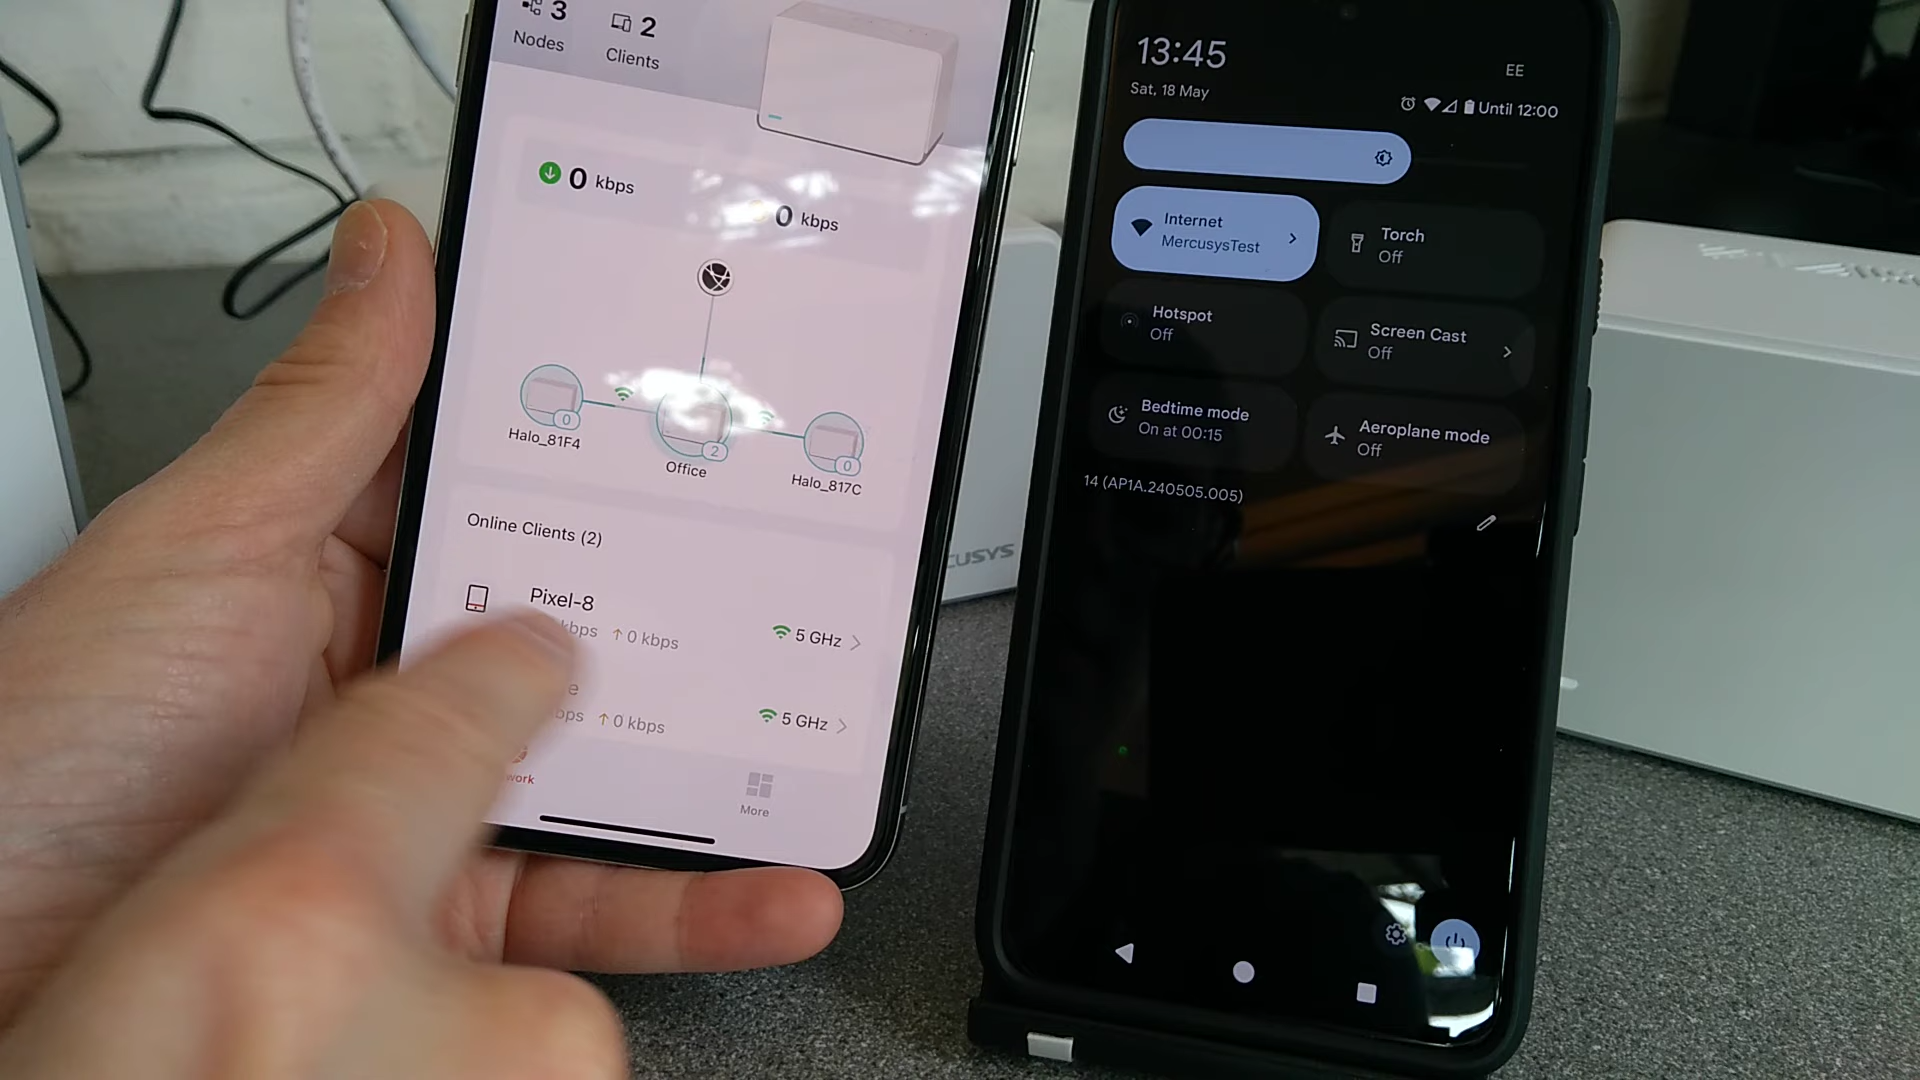 3
Nodes
2
Clients
0 kbps
0 kbps
0
Halo_81F4
2
Office
0
Halo_817C
Online Clients (2)
Pixel-8
kbps ↑ 0 kbps
5 GHz
↑ 0 kbps
5 GHz
More
CUSYS
13:45
Sat, 18 May
EE
Until 12:00
Internet
MercusysTest
Torch
Off
Hotspot
Off
Screen Cast
Off
Bedtime mode
On at 00:15
Aeroplane mode
Off
14 (AP1A.240505.005)